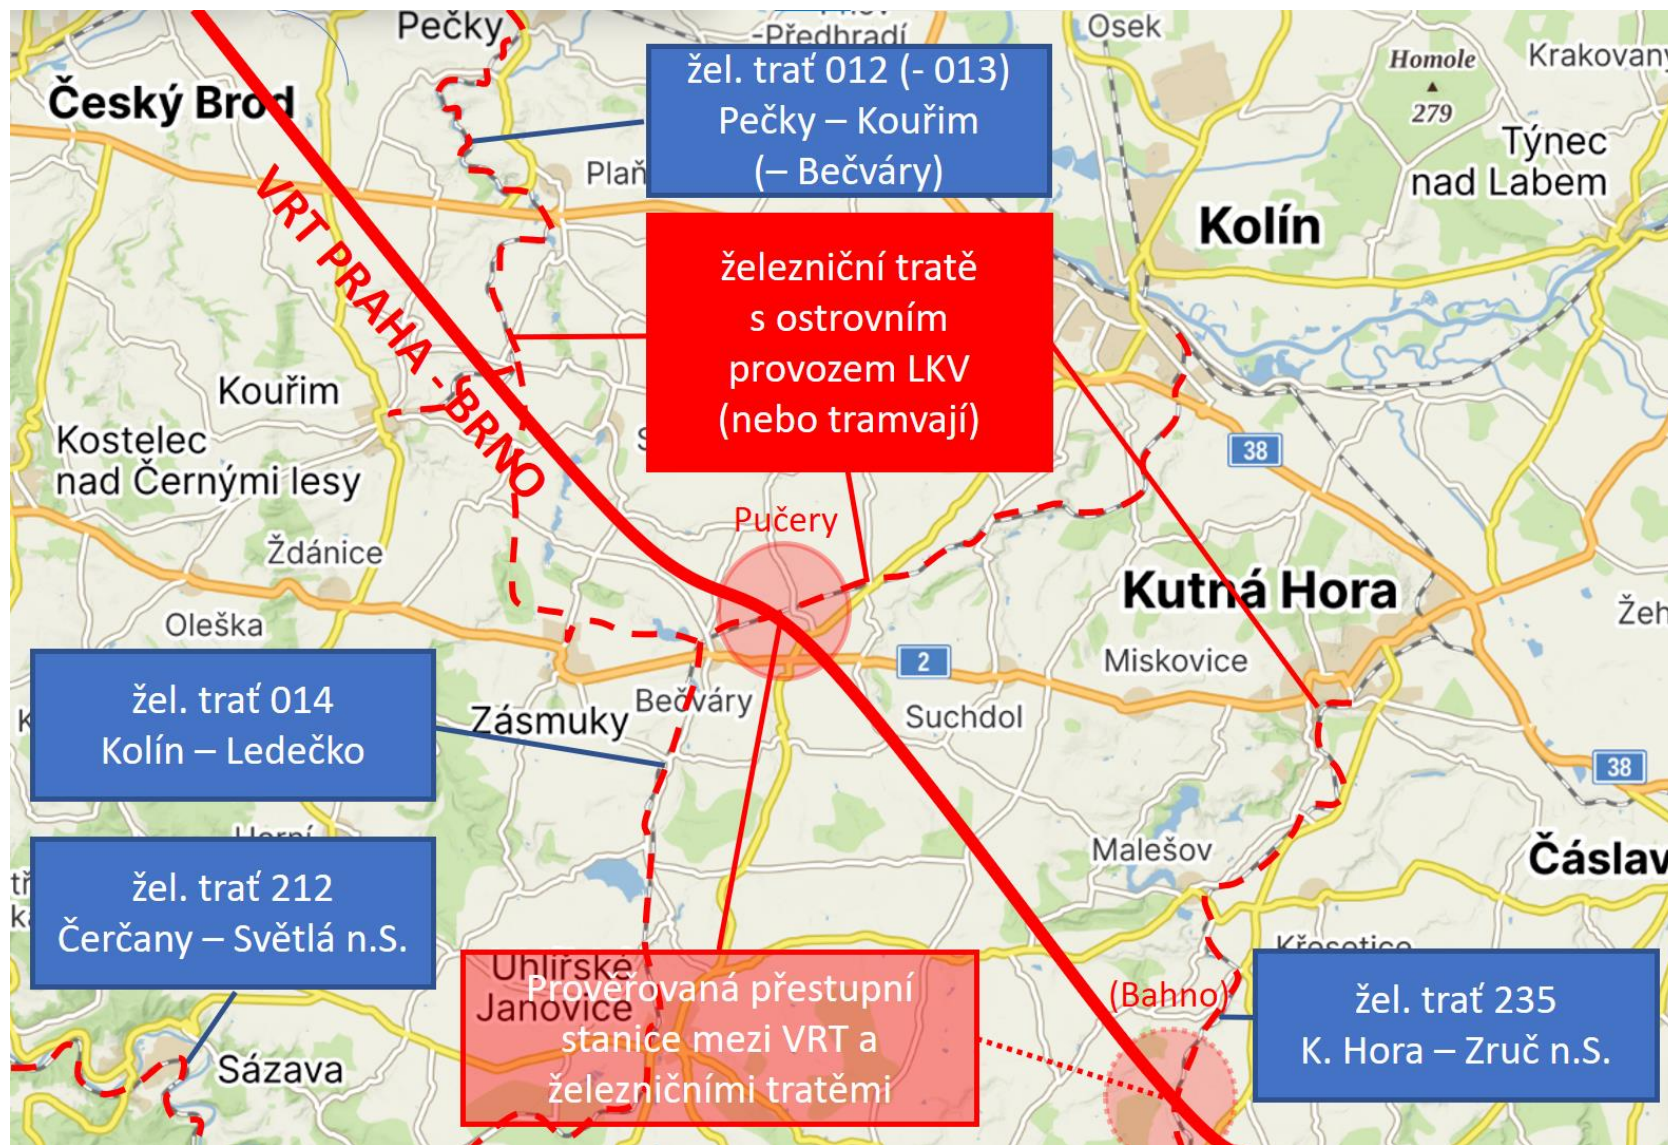 Pečky
-Předhradí
Osek
Homole
279
Krakovany
Český Brod
žel. trať 012 (- 013)
Pečky – Kouřim
(– Bečváry)
Týnec
nad Labem
Plaň
Kolín
VRT PRAHA - BRNO
železniční tratě
s ostrovním
provozem LKV
(nebo tramvají)
Kouřim
Kostelec
nad Černými lesy
38
Pučery
Ždánice
Kutná Hora
Oleška
Žeh
2
Miskovice
žel. trať 014
Kolín – Ledečko
Bečváry
Zásmuky
Suchdol
38
Malešov
Čáslav
žel. trať 212
Čerčany – Světlá n.S.
Křesetice
Uhlířské
Janovice
Prověřovaná přestupní
stanice mezi VRT a
železničními tratěmi
(Bahno)
žel. trať 235
K. Hora – Zruč n.S.
Sázava